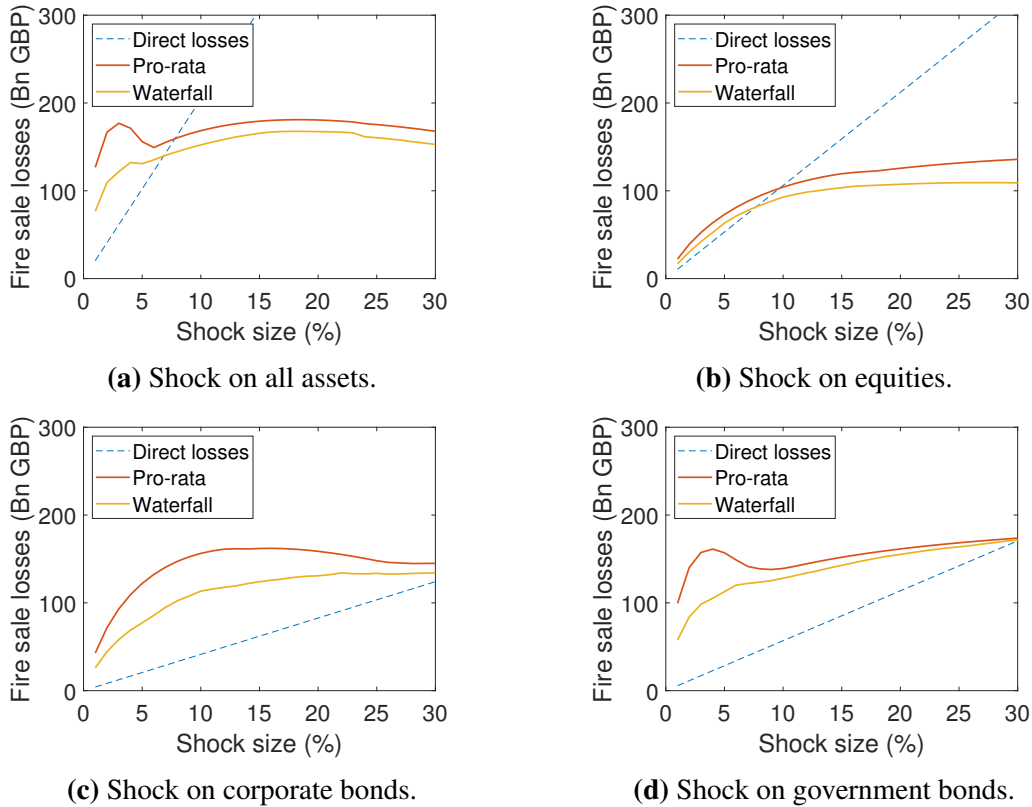 Fire sale losses (Bn GBP)
300
200
100
0
Direct losses
Pro-rata
Waterfall
0 5 10 15 20 25 30
Shock size (%)
(a) Shock on all assets.
Fire sale losses (Bn GBP)
300
200
100
0
Direct losses
Pro-rata
Waterfall
0 5 10 15 20 25 30
Shock size (%)
(b) Shock on equities.
Fire sale losses (Bn GBP)
300
200
100
0
Direct losses
Pro-rata
Waterfall
0 5 10 15 20 25 30
Shock size (%)
(c) Shock on corporate bonds.
Fire sale losses (Bn GBP)
300
200
100
0
Direct losses
Pro-rata
Waterfall
0 5 10 15 20 25 30
Shock size (%)
(d) Shock on government bonds.